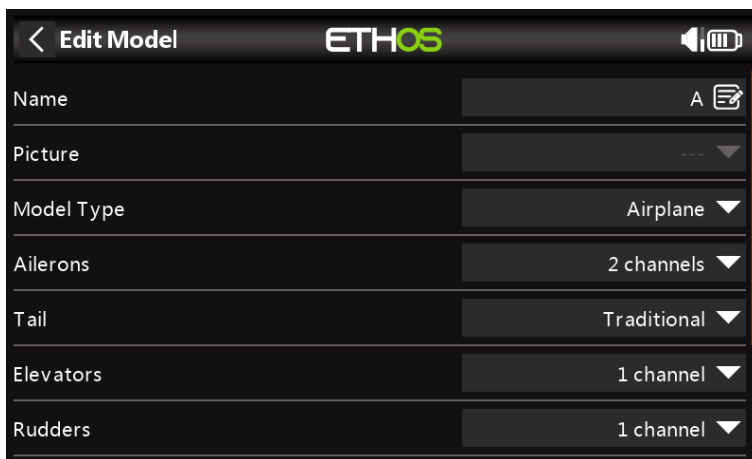 Edit Model ETHOS
Name A
Picture ---
Model Type Airplane
Ailerons 2 channels
Tail Traditional
Elevators 1 channel
Rudders 1 channel